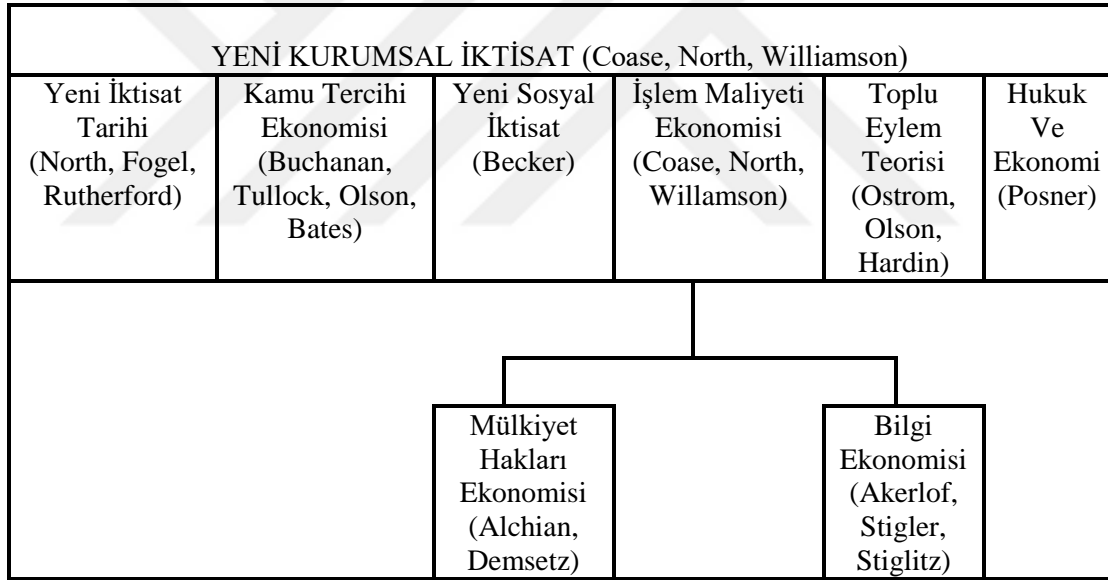 YENİ KURUMSAL İKTİSAT (Coase, North, Williamson)
Yeni İktisat
Tarihi
(North, Fogel,
Rutherford)
Kamu Tercihi
Ekonomisi
(Buchanan,
Tullock, Olson,
Bates)
Yeni Sosyal
İktisat
(Becker)
İşlem Maliyeti
Ekonomisi
(Coase, North,
Willamson)
Toplu
Eylem
Teorisi
(Ostrom,
Olson,
Hardin)
Hukuk
Ve
Ekonomi
(Posner)
Mülkiyet
Hakları
Ekonomisi
(Alchian,
Demsetz)
Bilgi
Ekonomisi
(Akerlof,
Stigler,
Stiglitz)